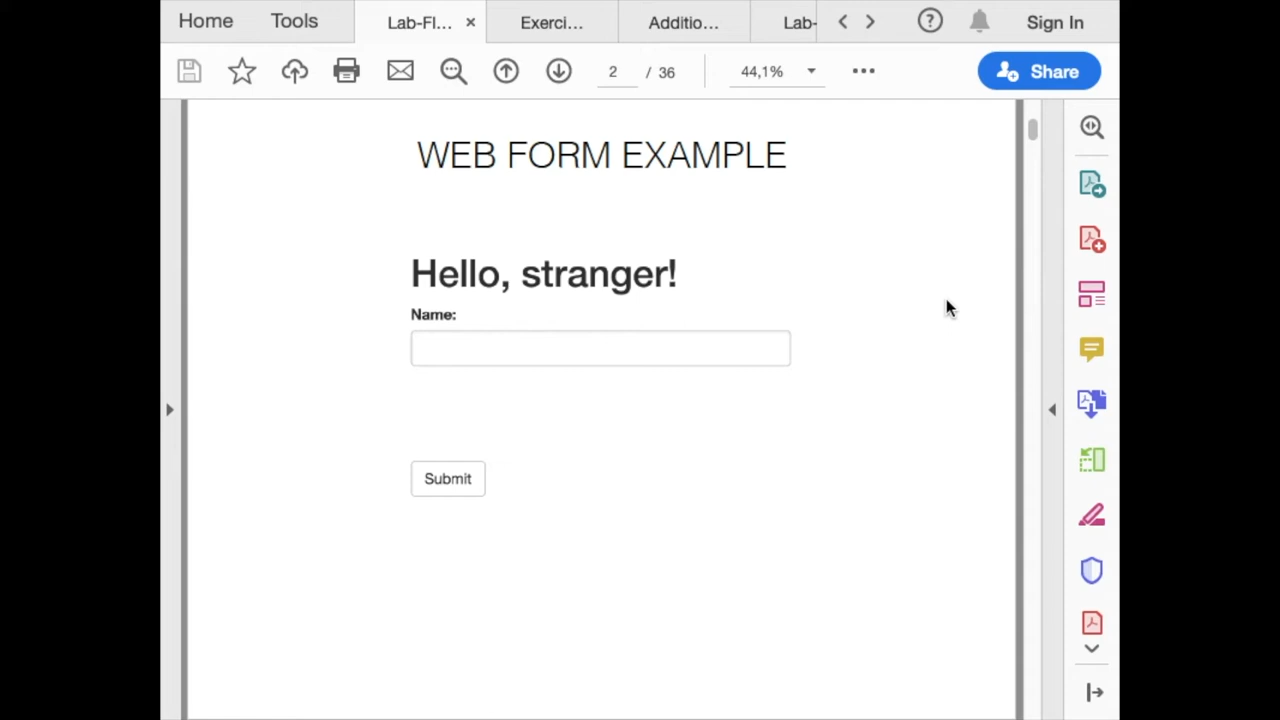 Home Tools Lab-Fl... × Exerci... Additio... Lab- Sign In
2 / 36 44,1% Share
WEB FORM EXAMPLE
Hello, stranger!
Name:
Submit